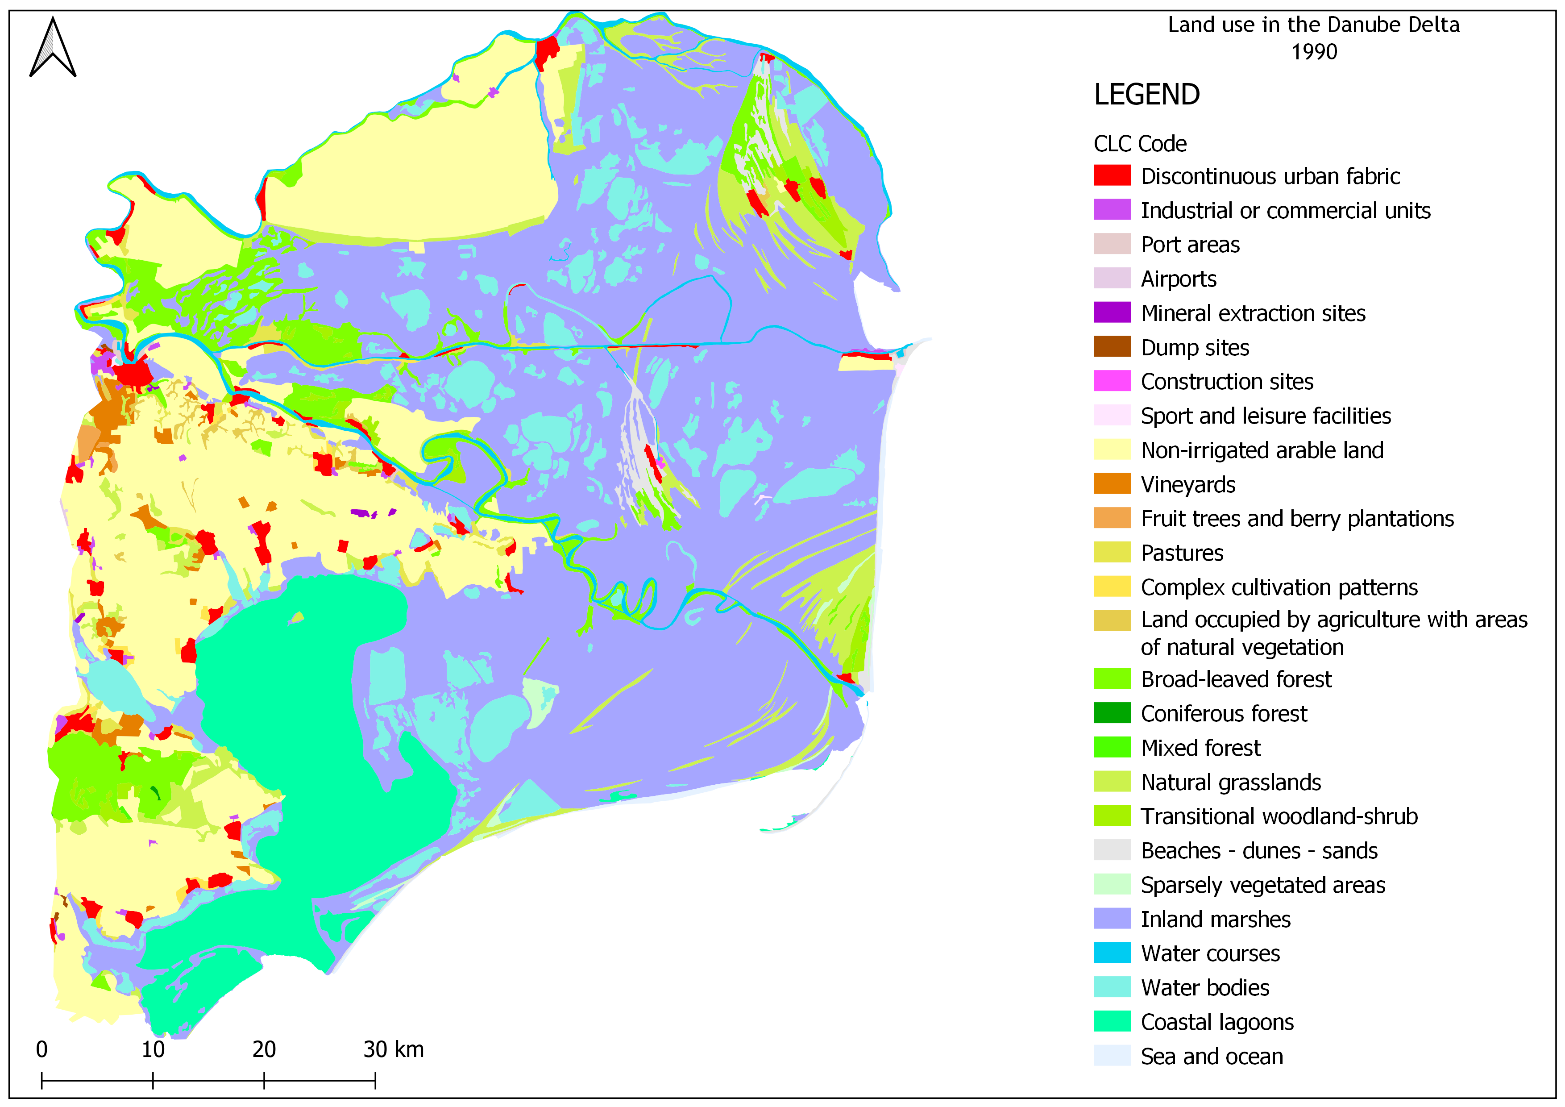 Land use in the Danube Delta
1990
LEGEND
CLC Code
Discontinuous urban fabric
Industrial or commercial units
Port areas
Airports
Mineral extraction sites
Dump sites
Construction sites
Sport and leisure facilities
Non-irrigated arable land
Vineyards
Fruit trees and berry plantations
Pastures
Complex cultivation patterns
Land occupied by agriculture with areas
of natural vegetation
Broad-leaved forest
Coniferous forest
Mixed forest
Natural grasslands
Transitional woodland-shrub
Beaches - dunes - sands
Sparsely vegetated areas
Inland marshes
Water courses
Water bodies
Coastal lagoons
Sea and ocean
0 10 20 30 km